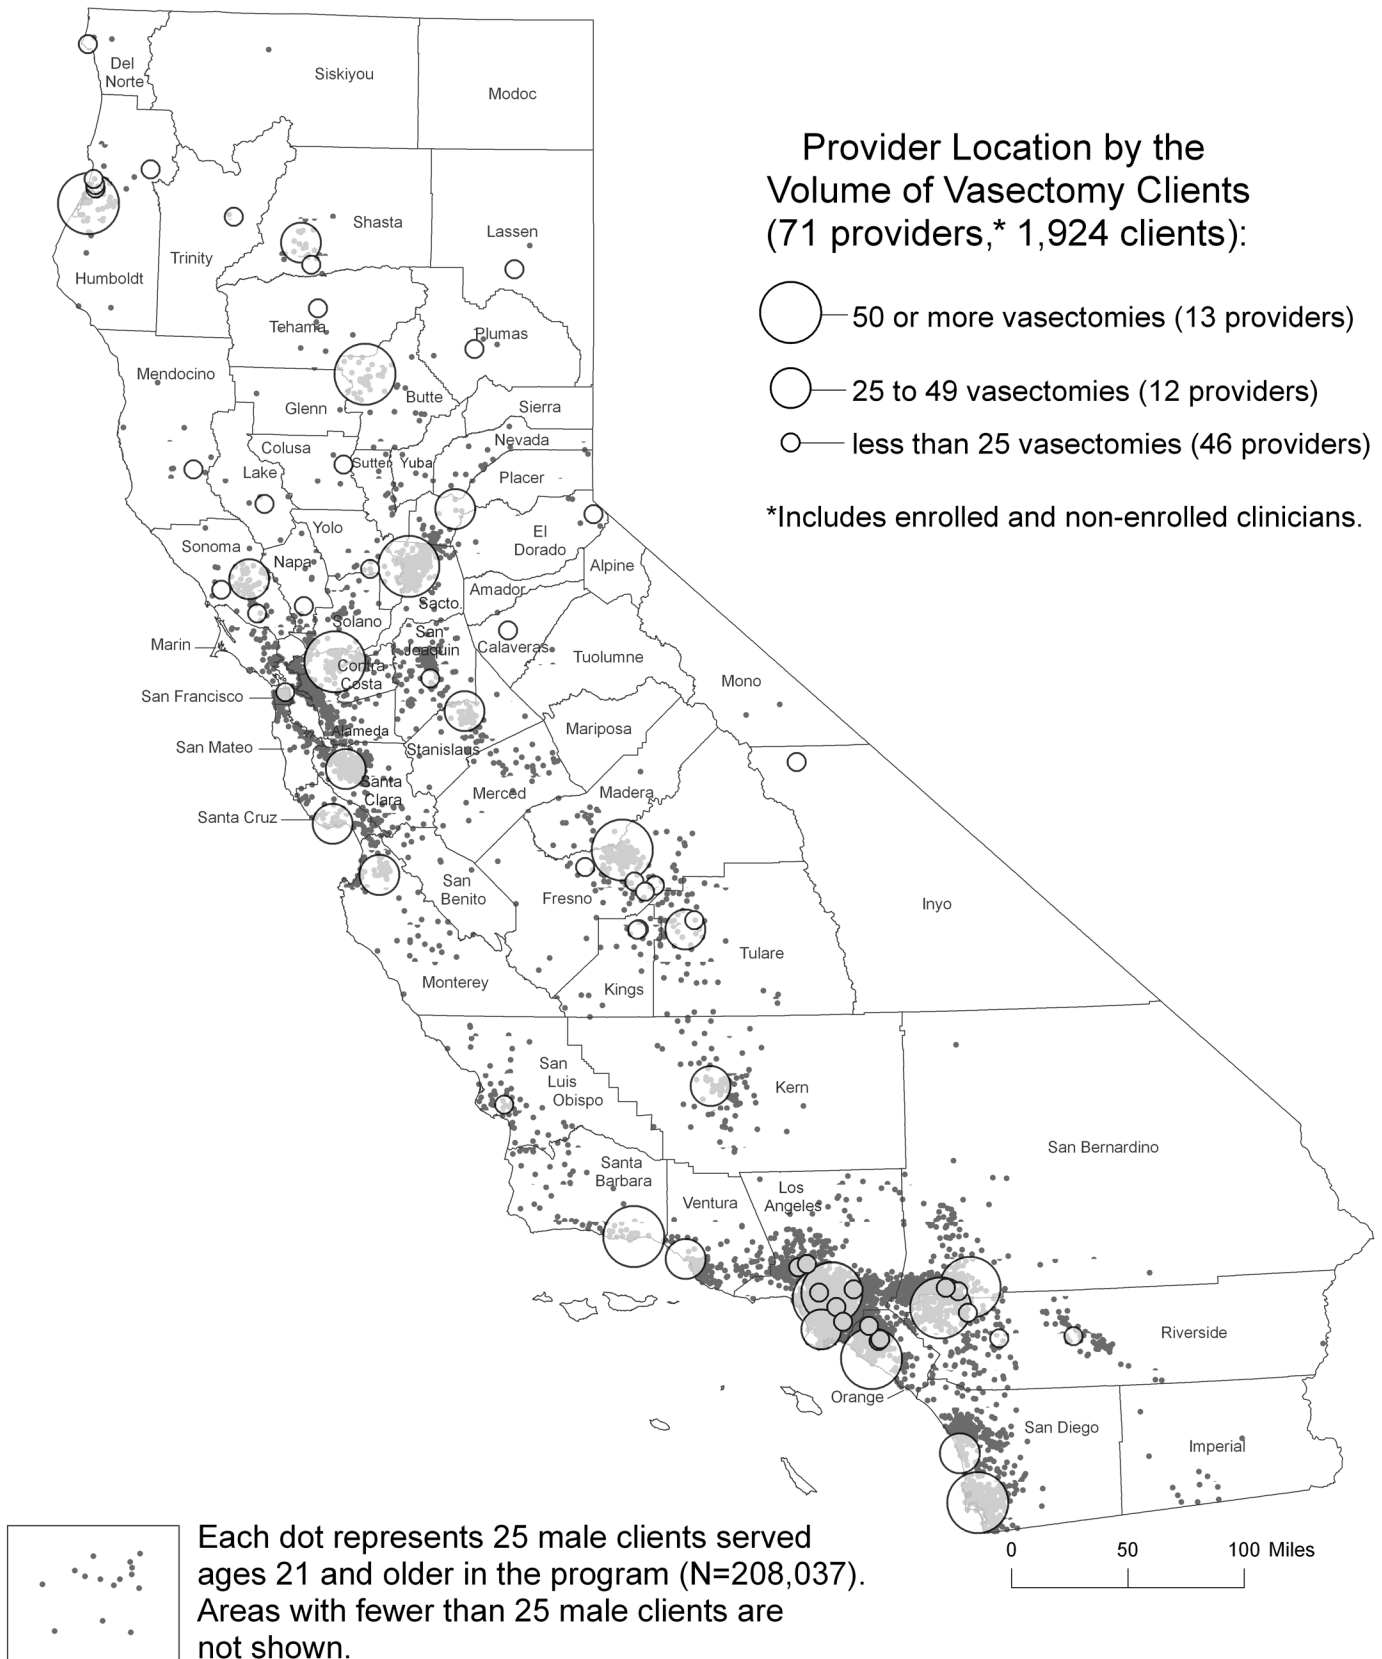 Provider Location by the
Volume of Vasectomy Clients
(71 providers,* 1,924 clients):
50 or more vasectomies (13 providers)
25 to 49 vasectomies (12 providers)
less than 25 vasectomies (46 providers)
*Includes enrolled and non-enrolled clinicians.
Del
Norte
Siskiyou
Modoc
Humboldt
Trinity
Shasta
Lassen
Tehama
Plumas
Mendocino
Glenn
Butte
Sierra
Colusa
Lake
Sutter
Yuba
Nevada
Placer
Sonoma
Napa
Yolo
El
Dorado
Alpine
Sacto.
Amador
Solano
Marin
San
Joaquin
Calaveras
Tuolumne
Contra
Costa
San Francisco
Mono
Alameda
Mariposa
San Mateo
Stanislaus
Santa
Clara
Merced
Madera
Santa Cruz
San
Benito
Fresno
Inyo
Tulare
Monterey
Kings
San
Luis
Obispo
Kern
San Bernardino
Santa
Barbara
Ventura
Los
Angeles
Riverside
Orange
San Diego
Imperial
0 50 100 Miles
Each dot represents 25 male clients served
ages 21 and older in the program (N=208,037).
Areas with fewer than 25 male clients are
not shown.